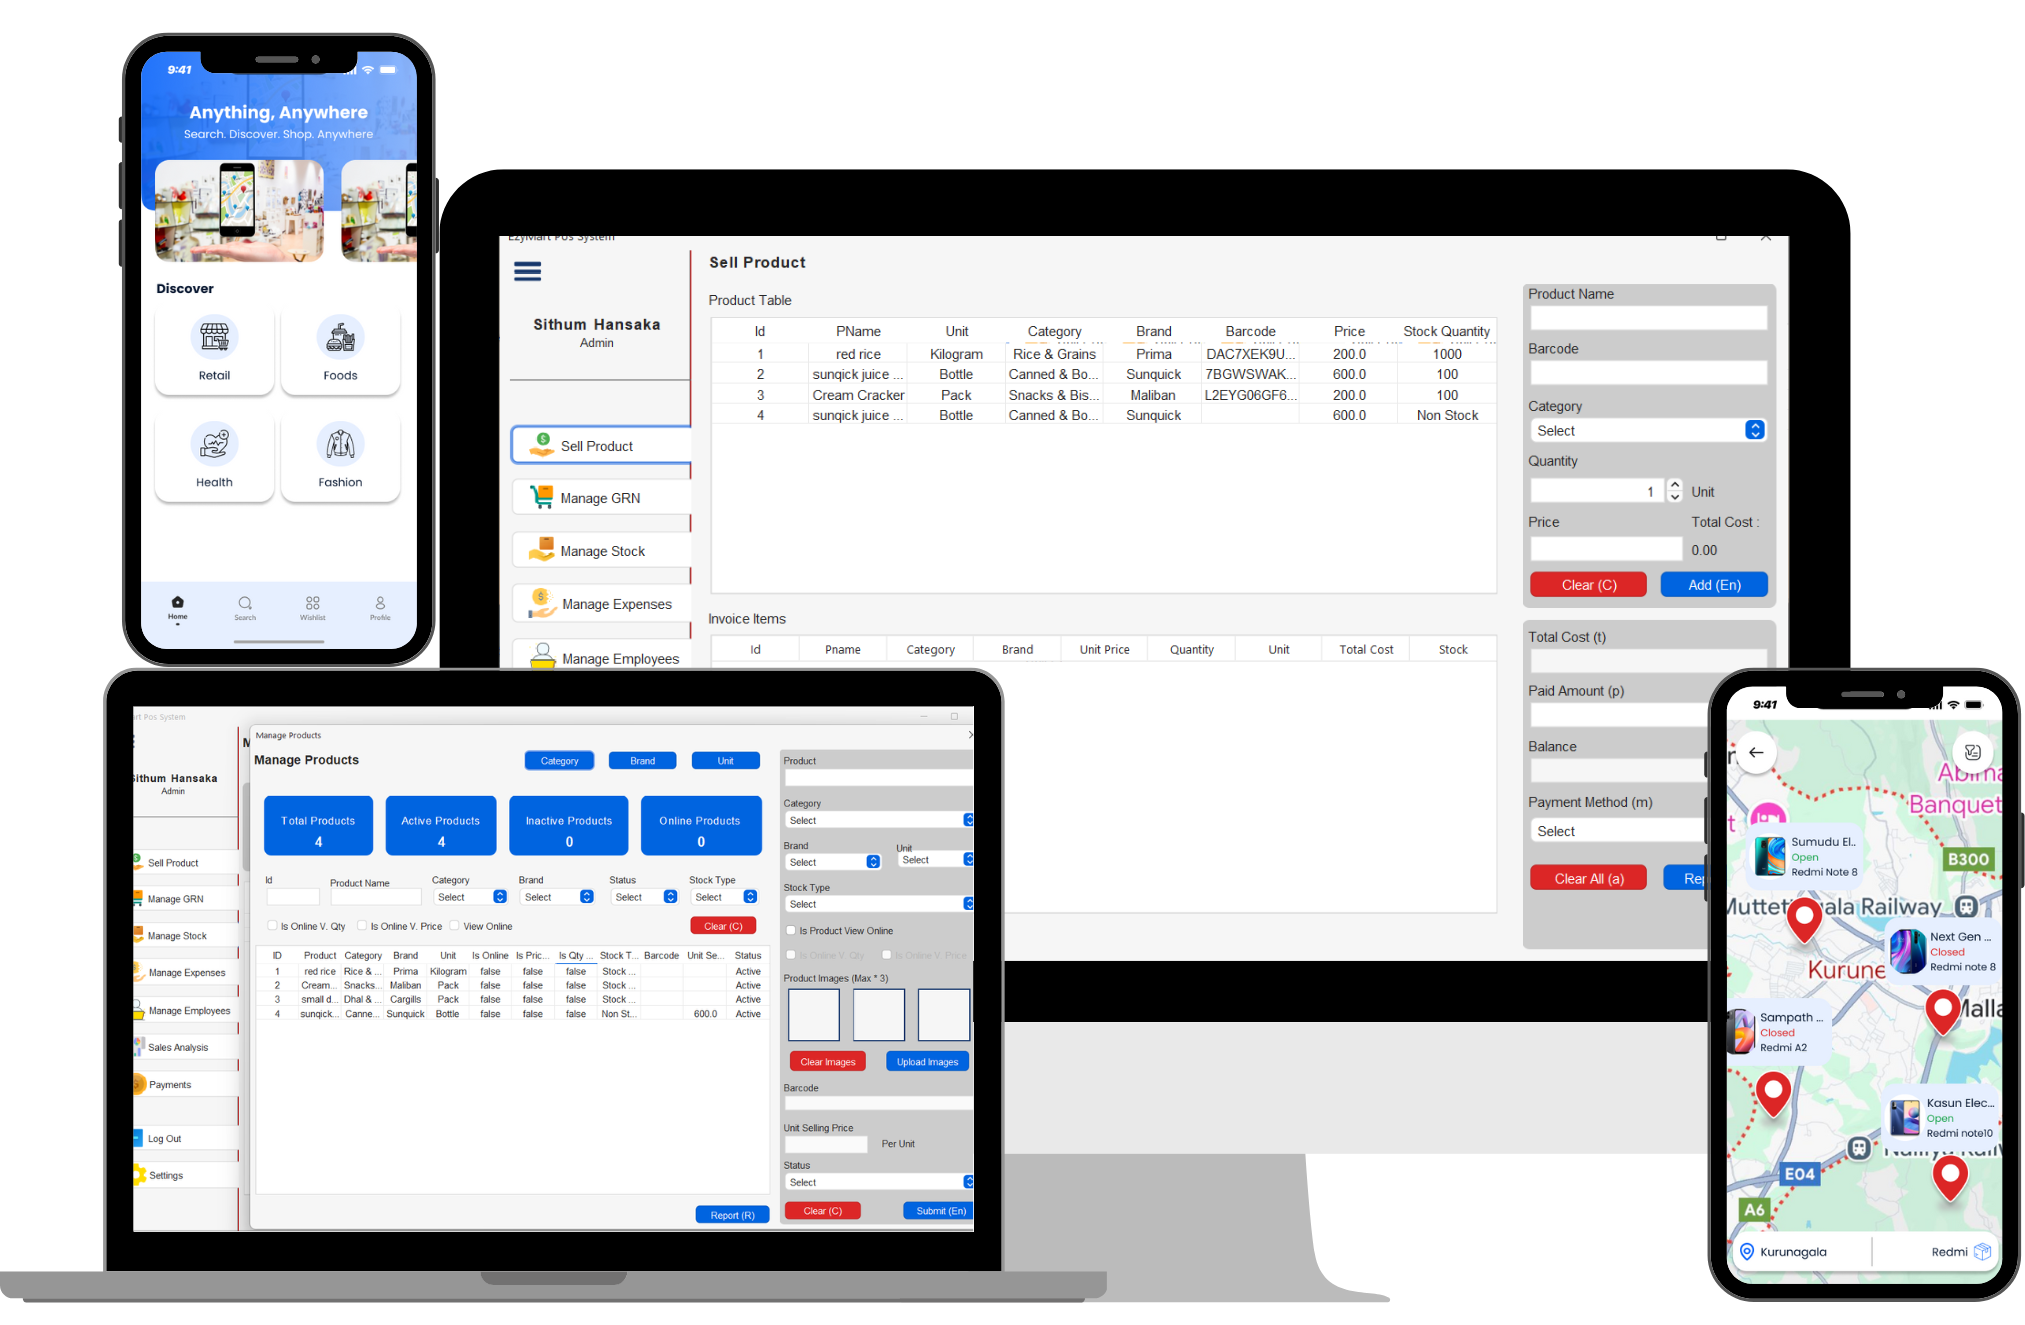 9:41
Anything, Anywhere
Search. Discover. Shop. Anywhere
Discover
Retail
Foods
Health
Fashion
Home Search Wishlist Profile
EzyMart Pos System
Sithum Hansaka
Admin
Sell Product
Manage GRN
Manage Stock
Manage Expenses
Manage Employees
Sell Product
Product Table
Id PName Unit Category Brand Barcode Price Stock Quantity
1 red rice Kilogram Rice & Grains Prima DAC7XEK9U... 200.0 1000
2 sunqick juice ... Bottle Canned & Bo... Sunquick 7BGWSWAK... 600.0 100
3 Cream Cracker Pack Snacks & Bis... Maliban L2EYG06GF6... 200.0 100
4 sunqick juice ... Bottle Canned & Bo... Sunquick 600.0 Non Stock
Invoice Items
Id Pname Category Brand Unit Price Quantity Unit Total Cost Stock
Product Name
Barcode
Category
Select
Quantity
1 Unit
Price Total Cost :
0.00
Clear (C) Add (En)
Total Cost (t)
Paid Amount (p)
Balance
Payment Method (m)
Select
Clear All (a) Rep
art Pos System
Sithum Hansaka
Admin
Sell Product
Manage GRN
Manage Stock
Manage Expenses
Manage Employees
Sales Analysis
Payments
Log Out
Settings
M
Manage Products
Manage Products
Category Brand Unit
Total Products
4
Active Products
4
Inactive Products
0
Online Products
0
Id Product Name Category Brand Status Stock Type
Select Select Select Select
Is Online V. Qty Is Online V. Price View Online Clear (C)
ID Product Category Brand Unit Is Online Is Pric... Is Qty ... Stock T... Barcode Unit Se... Status
1 red rice Rice & ... Prima Kilogram false false false Stock ... Active
2 Cream... Snacks... Maliban Pack false false false Stock ... Active
3 small d... Dhal & ... Cargills Pack false false false Stock ... Active
4 sunqick... Canne... Sunquick Bottle false false false Non St... 600.0 Active
Report (R)
Product
Category
Select
Brand Unit
Select Select
Stock Type
Select
Is Product View Online
Is Online V. Qty Is Online V. Price
Product Images (Max * 3)
Clear Images Upload Images
Barcode
Unit Selling Price
Per Unit
Status
Select
Clear (C) Submit (En)
9:41
Banquet
t
Sumudu El..
Open
Redmi Note 8
B300
Railway
Next Gen ...
Closed
Redmi note 8
Kurune
Malla
Sampath ...
Closed
Redmi A2
Kasun Elec...
Open
Redmi note10
E04
A6
Kurunagala Redmi